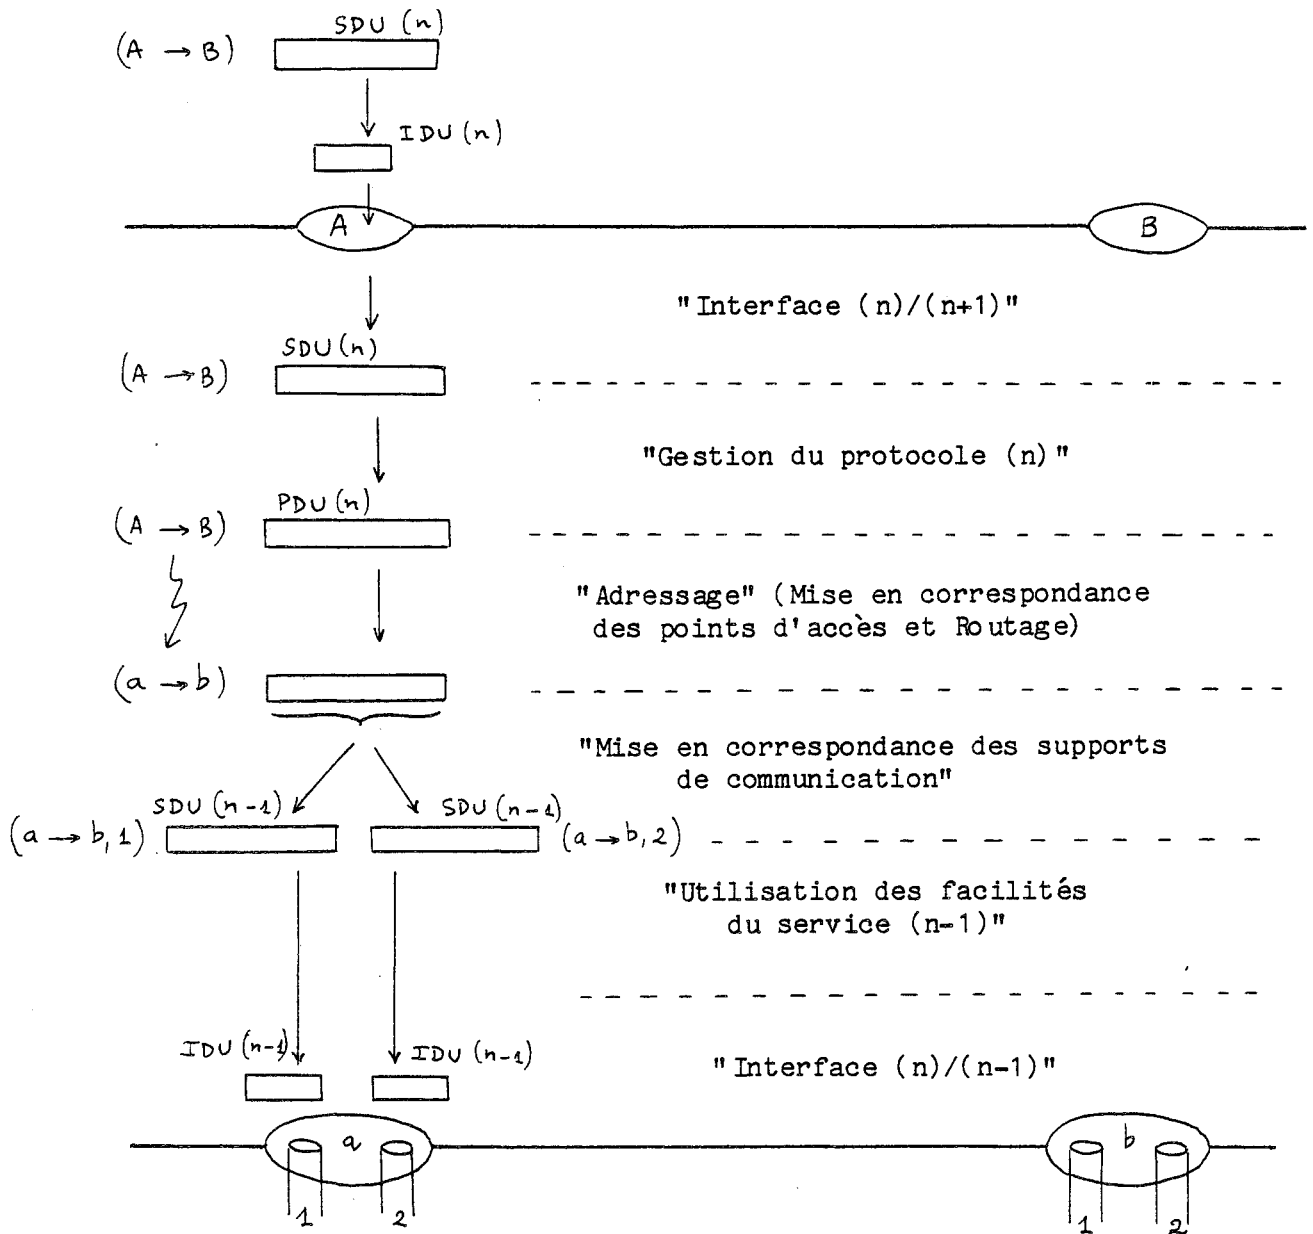 SDU (n)
(A → B)
IDU (n)
A
B
"Interface (n)/(n+1)"
SDU (n)
(A → B)
"Gestion du protocole (n)"
PDU (n)
(A → B)
"Adressage" (Mise en correspondance
des points d'accès et Routage)
(a → b)
"Mise en correspondance des supports
de communication"
SDU (n-1)
SDU (n-1)
(a → b, 1)
(a → b, 2)
"Utilisation des facilités
du service (n-1)"
IDU (n-1)
IDU (n-1)
"Interface (n)/(n-1)"
a
b
1
2
1
2